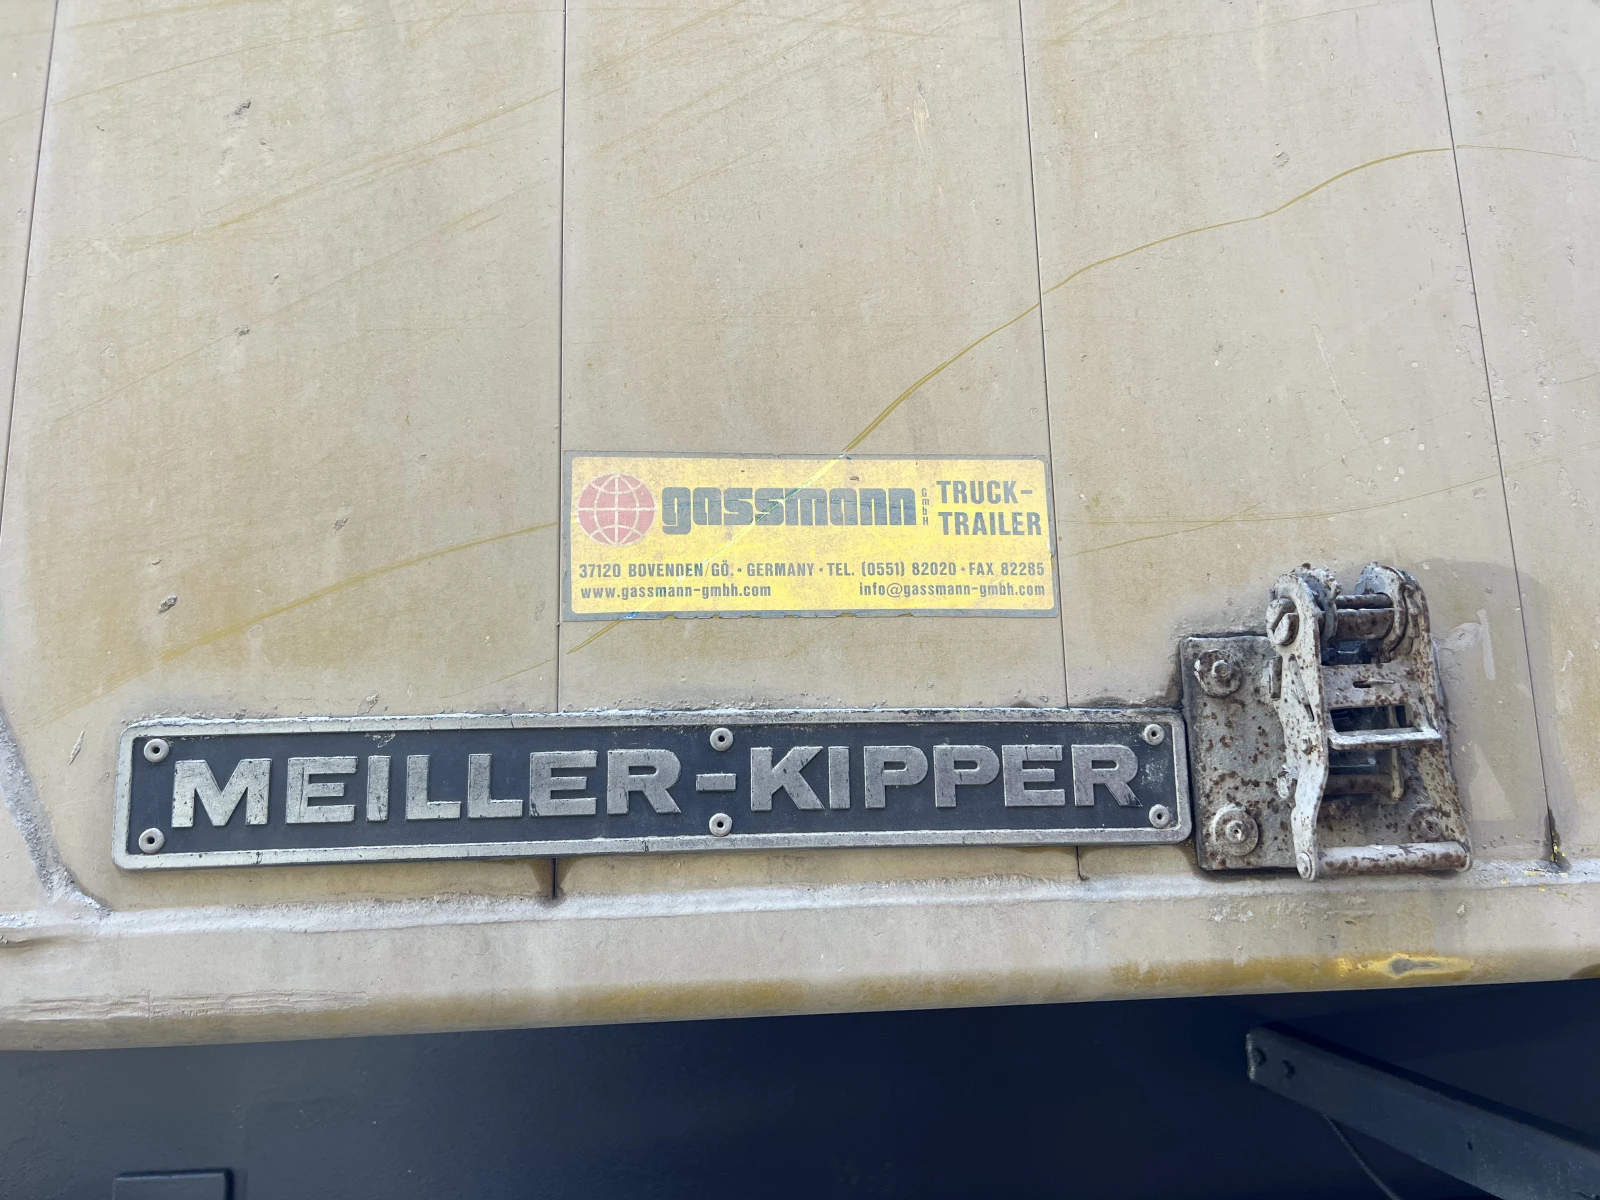 gassmann GmbH TRUCK-
TRAILER
37120 BOVENDEN/GÖ. • GERMANY • TEL. (0551) 82020 • FAX 82285
www.gassmann-gmbh.com info@gassmann-gmbh.com
MEILLER-KIPPER